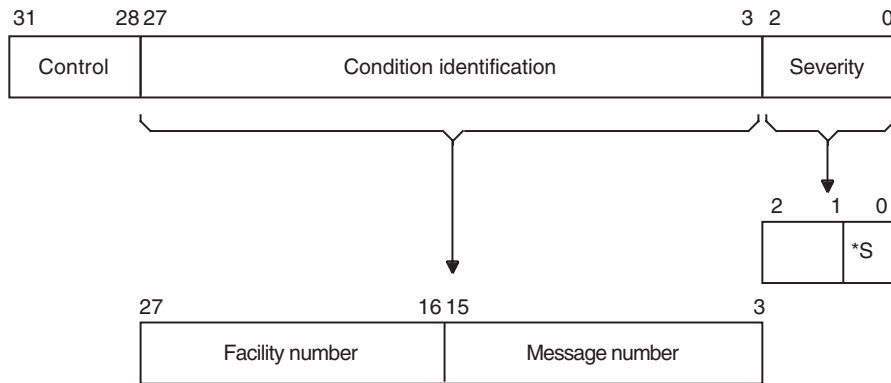 31 28 27 3 2 0
Control Condition identification Severity
2 1 0
*S
27 16 15 3
Facility number Message number